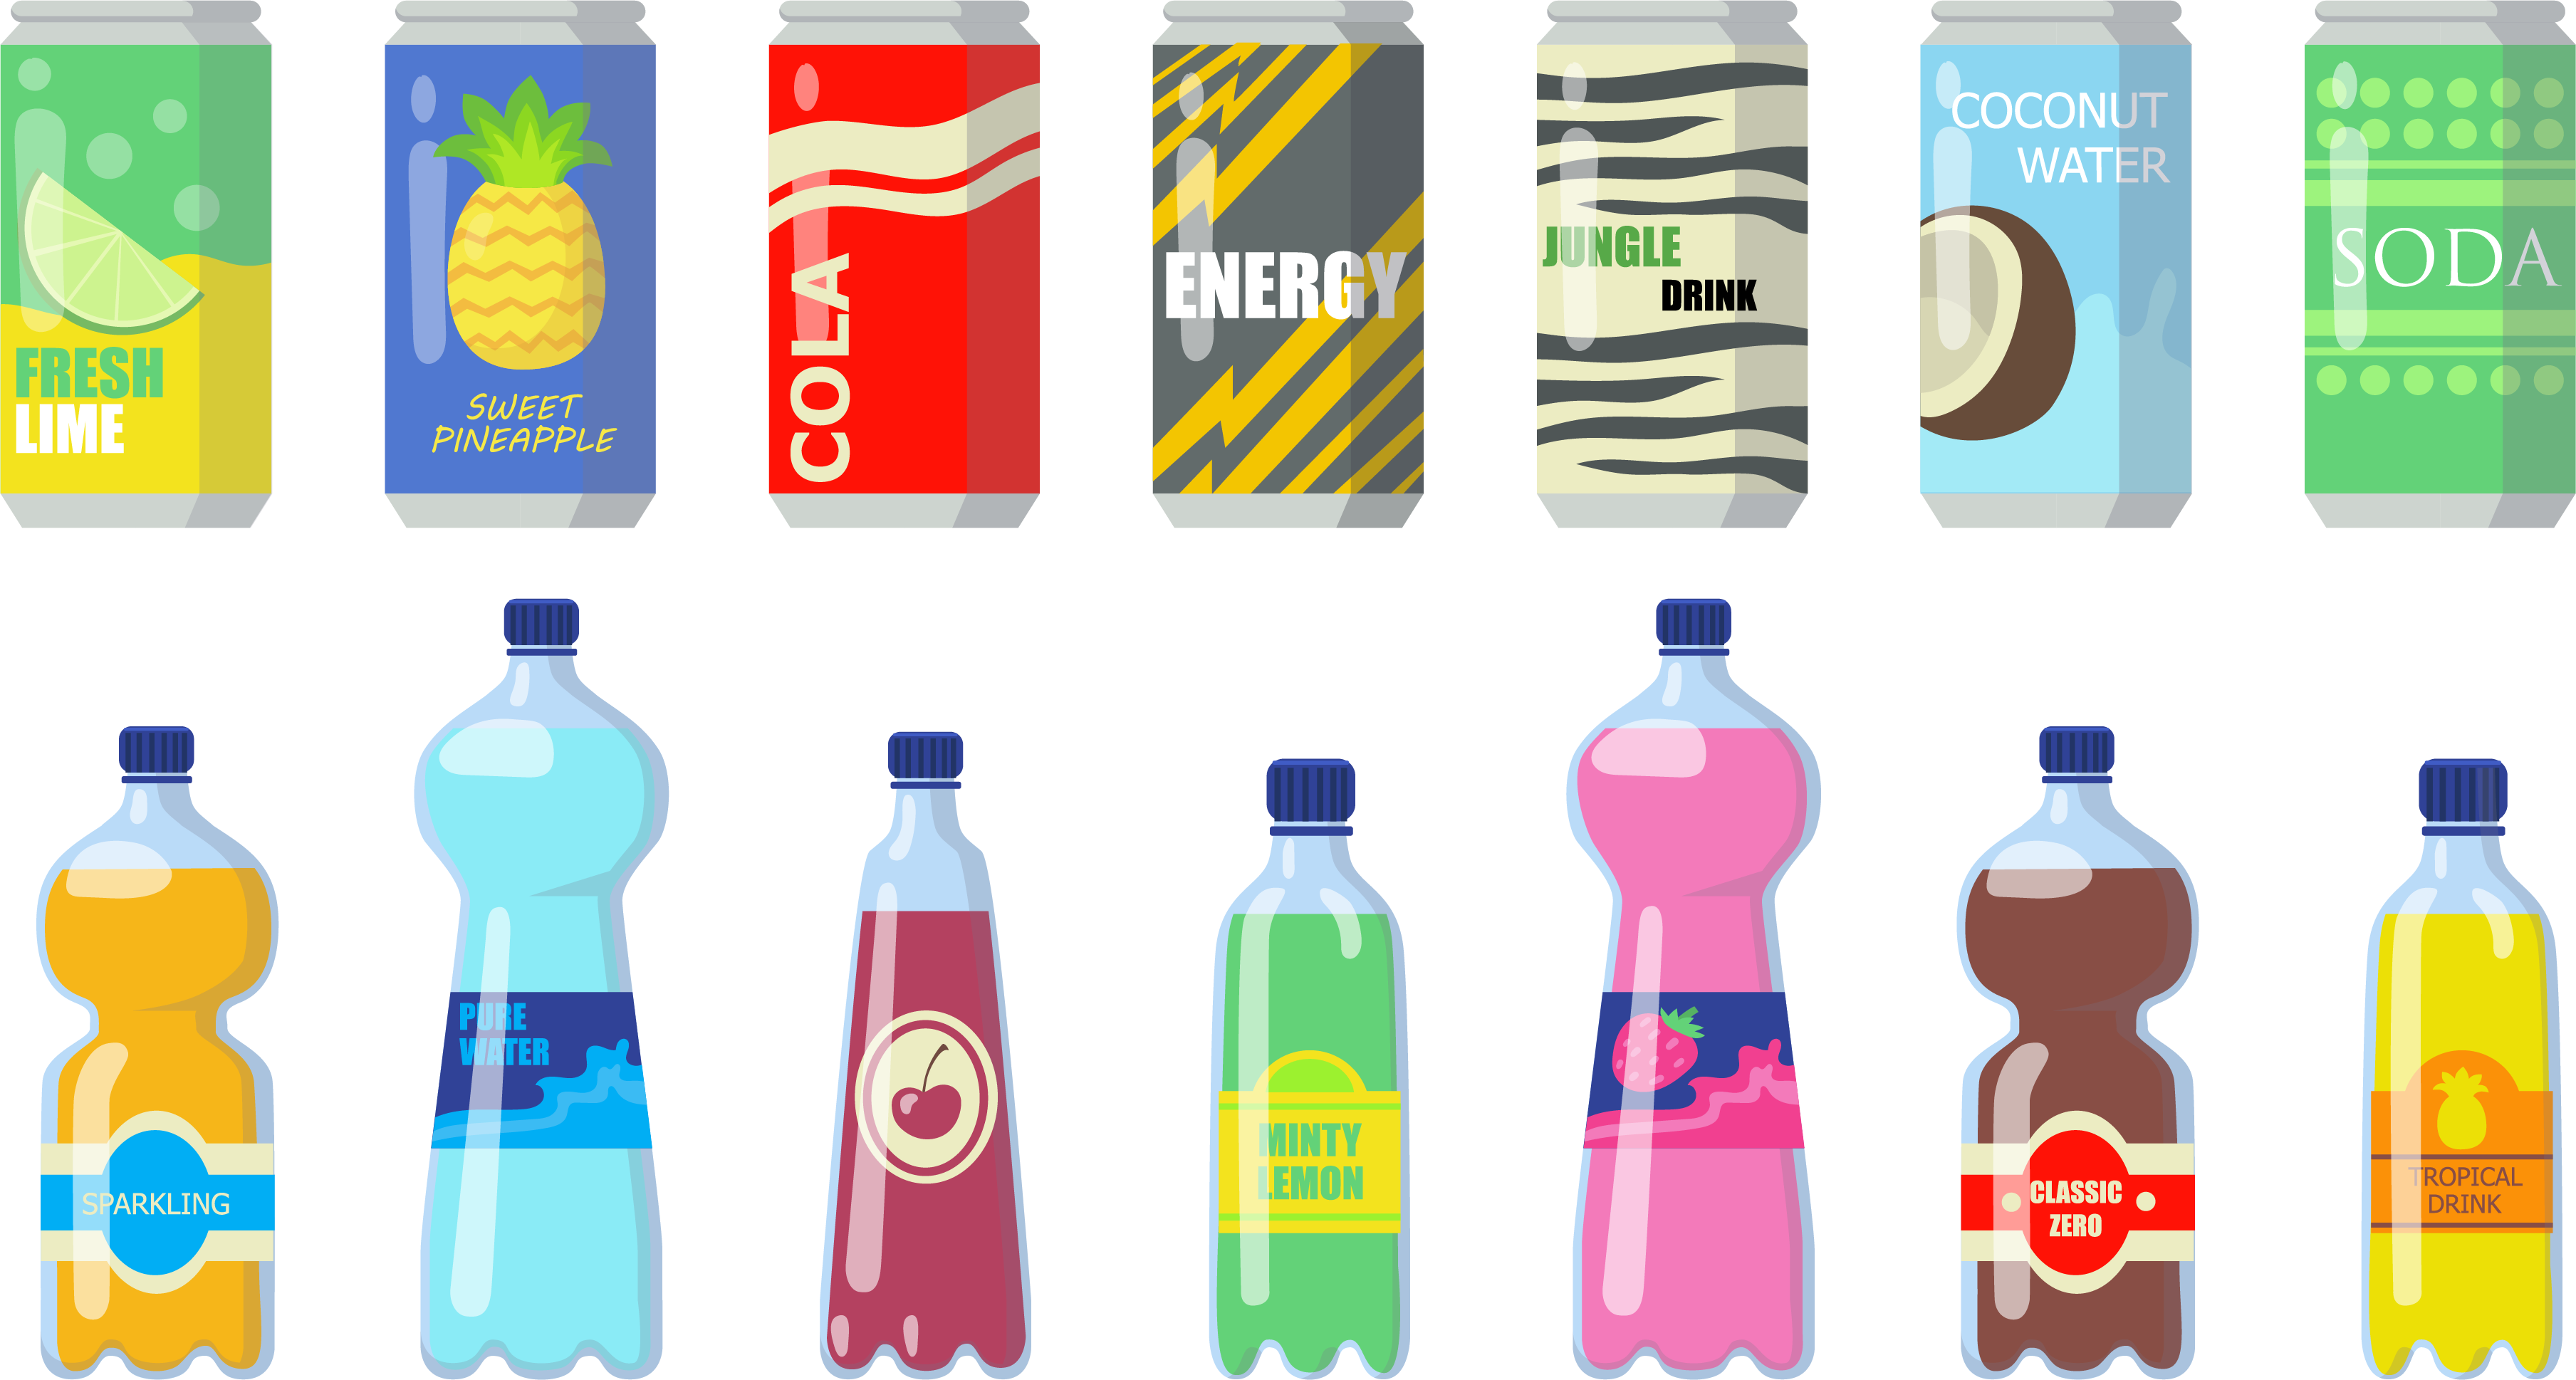 FRESH
LIME
SWEET
PINEAPPLE
COLA
ENERGY
JUNGLE
DRINK
COCONUT
WATER
SODA
SPARKLING
PURE
WATER
MINTY
LEMON
CLASSIC
ZERO
TROPICAL
DRINK